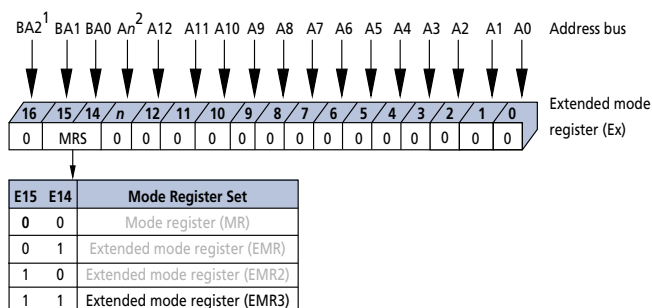 BA2¹ BA1 BA0 An² A12 A11 A10 A9 A8 A7 A6 A5 A4 A3 A2 A1 A0 Address bus
16 15 14 n 12 11 10 9 8 7 6 5 4 3 2 1 0 Extended mode
0 MRS 0 0 0 0 0 0 0 0 0 0 0 0 0 0 register (Ex)
E15 E14 Mode Register Set
0 0 Mode register (MR)
0 1 Extended mode register (EMR)
1 0 Extended mode register (EMR2)
1 1 Extended mode register (EMR3)